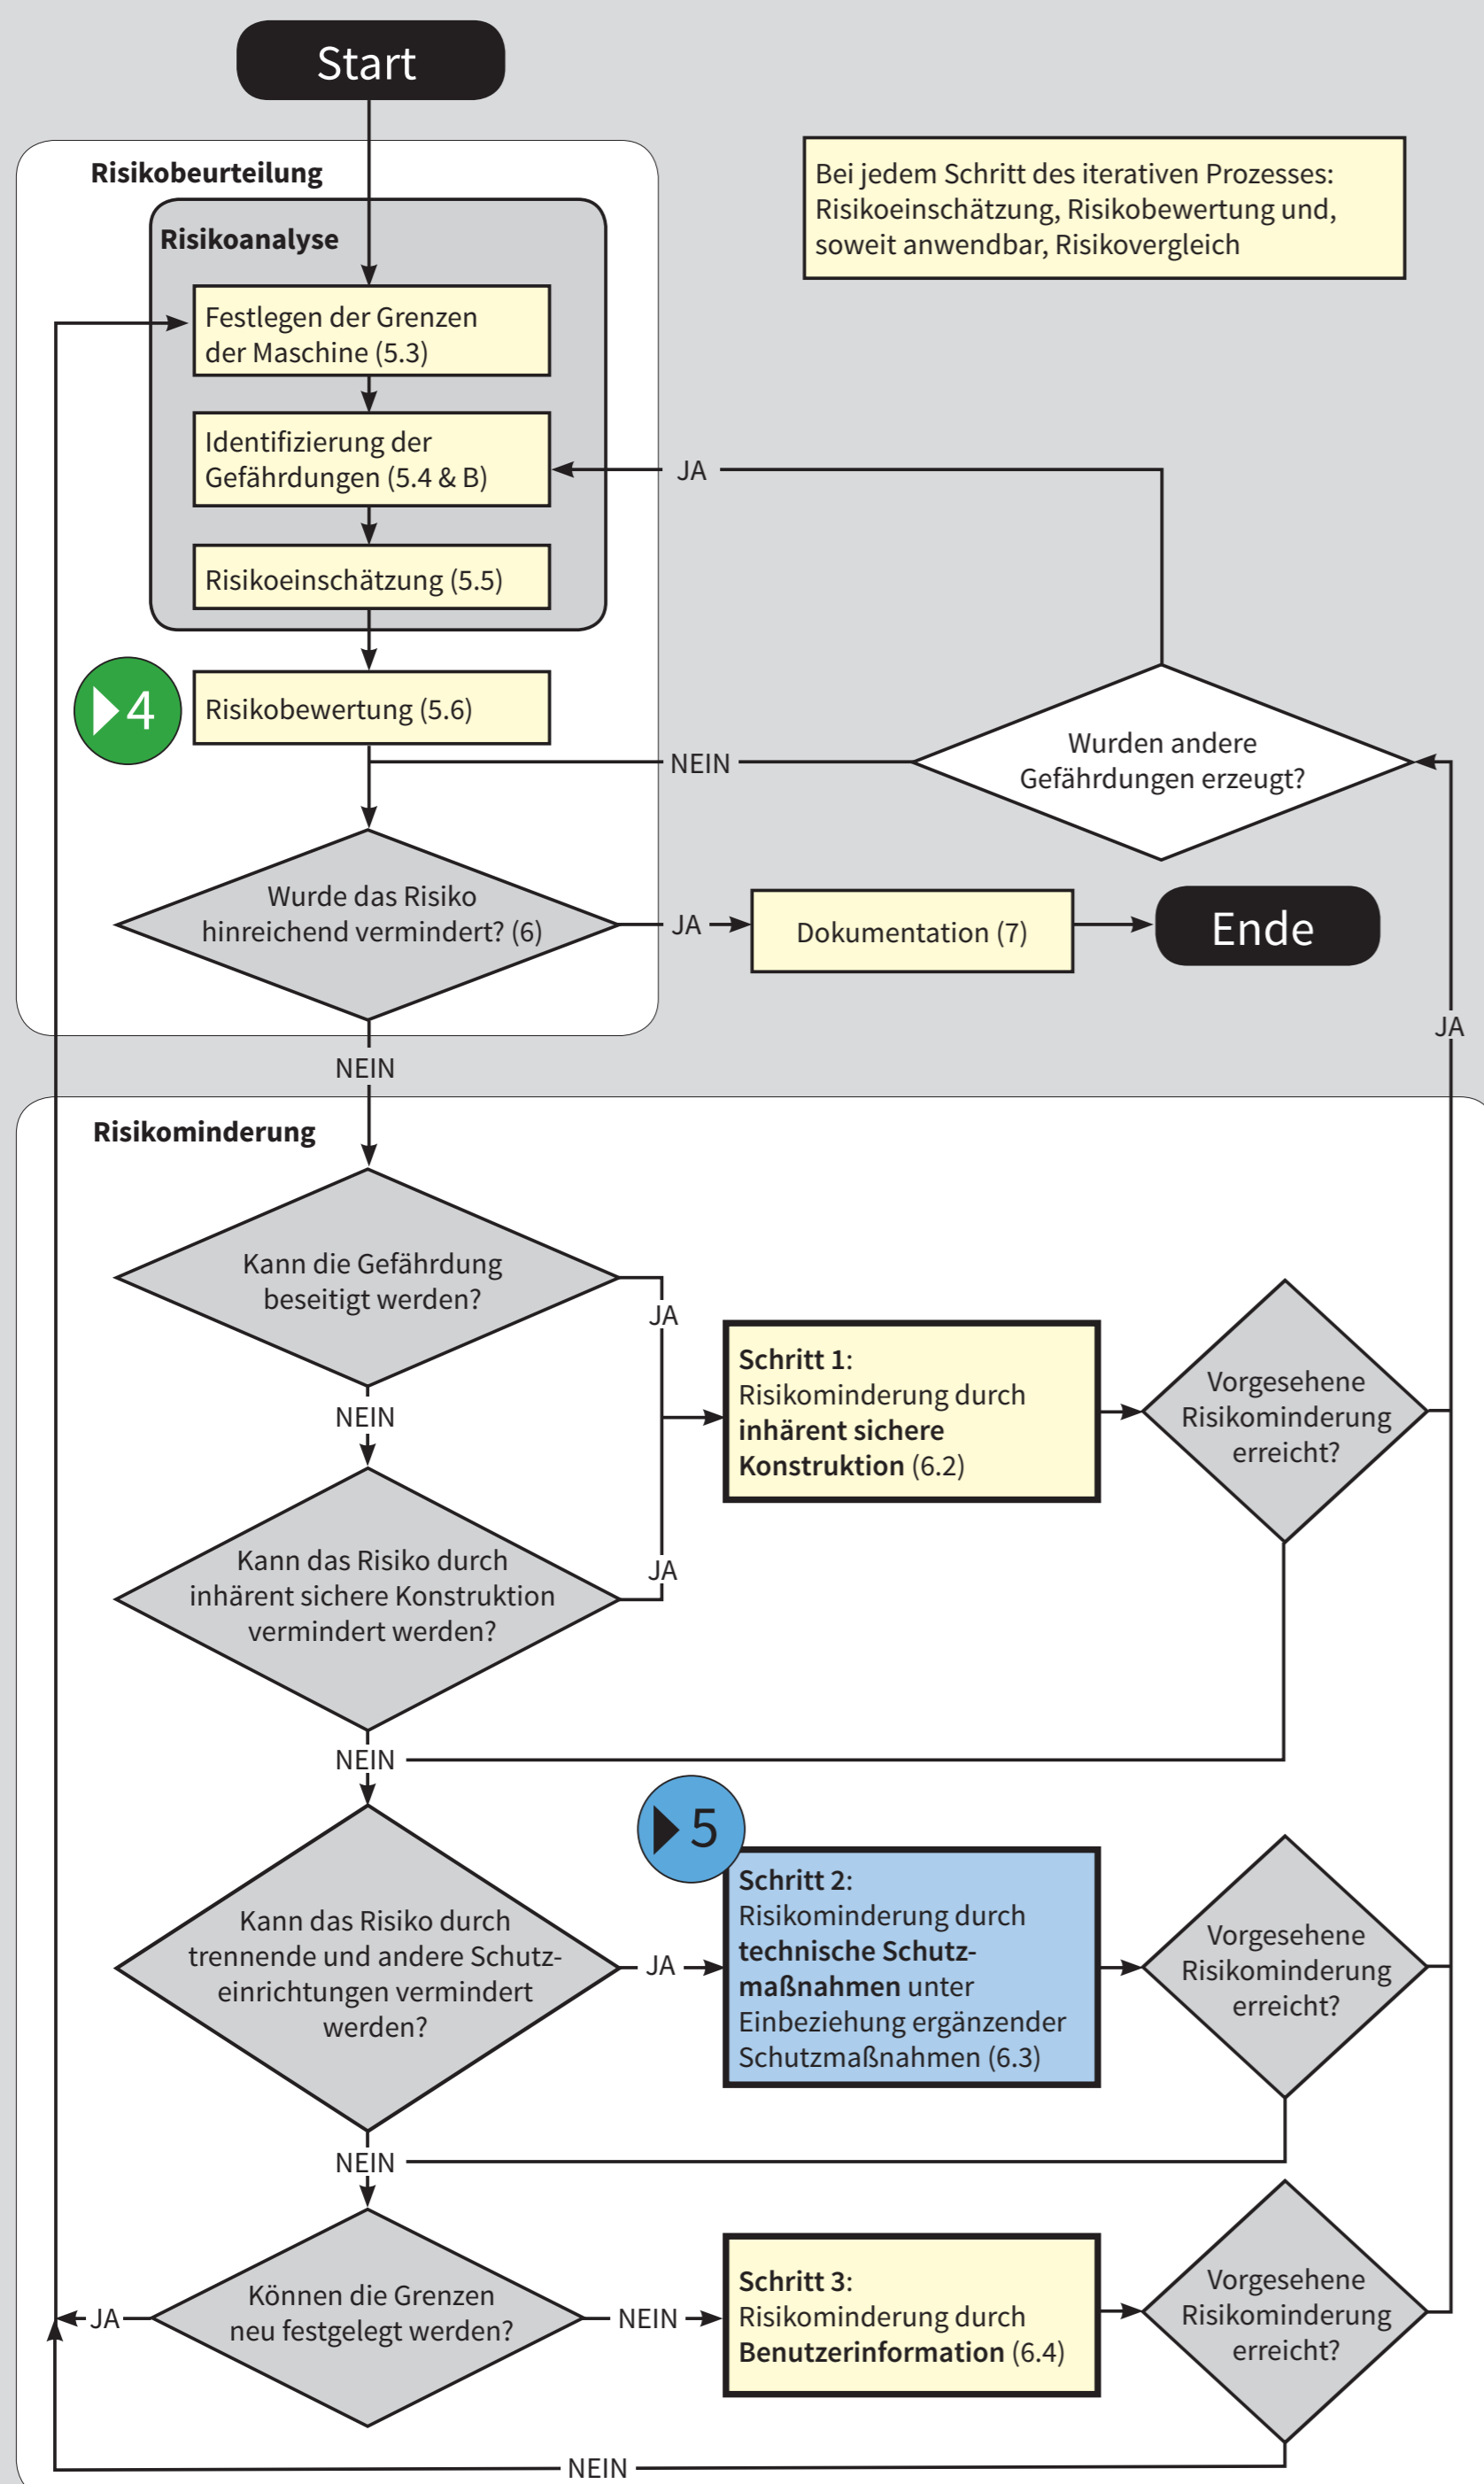 Start
Risikobeurteilung
Bei jedem Schritt des iterativen Prozesses:
Risikoeinschätzung, Risikobewertung und,
soweit anwendbar, Risikovergleich
Risikoanalyse
Festlegen der Grenzen
der Maschine (5.3)
Identifizierung der
Gefährdungen (5.4 & B)
JA
Risikoeinschätzung (5.5)
4
Risikobewertung (5.6)
NEIN
Wurden andere
Gefährdungen erzeugt?
Wurde das Risiko
hinreichend vermindert? (6)
JA
Dokumentation (7)
Ende
JA
NEIN
Risikominderung
Kann die Gefährdung
beseitigt werden?
JA
NEIN
Schritt 1:
Risikominderung durch
inhärent sichere
Konstruktion (6.2)
Vorgesehene
Risikominderung
erreicht?
Kann das Risiko durch
inhärent sichere Konstruktion
vermindert werden?
JA
NEIN
5
Kann das Risiko durch
trennende und andere Schutz-
einrichtungen vermindert
werden?
JA
Schritt 2:
Risikominderung durch
technische Schutz-
maßnahmen unter
Einbeziehung ergänzender
Schutzmaßnahmen (6.3)
Vorgesehene
Risikominderung
erreicht?
NEIN
Können die Grenzen
neu festgelegt werden?
JA
NEIN
Schritt 3:
Risikominderung durch
Benutzerinformation (6.4)
Vorgesehene
Risikominderung
erreicht?
NEIN